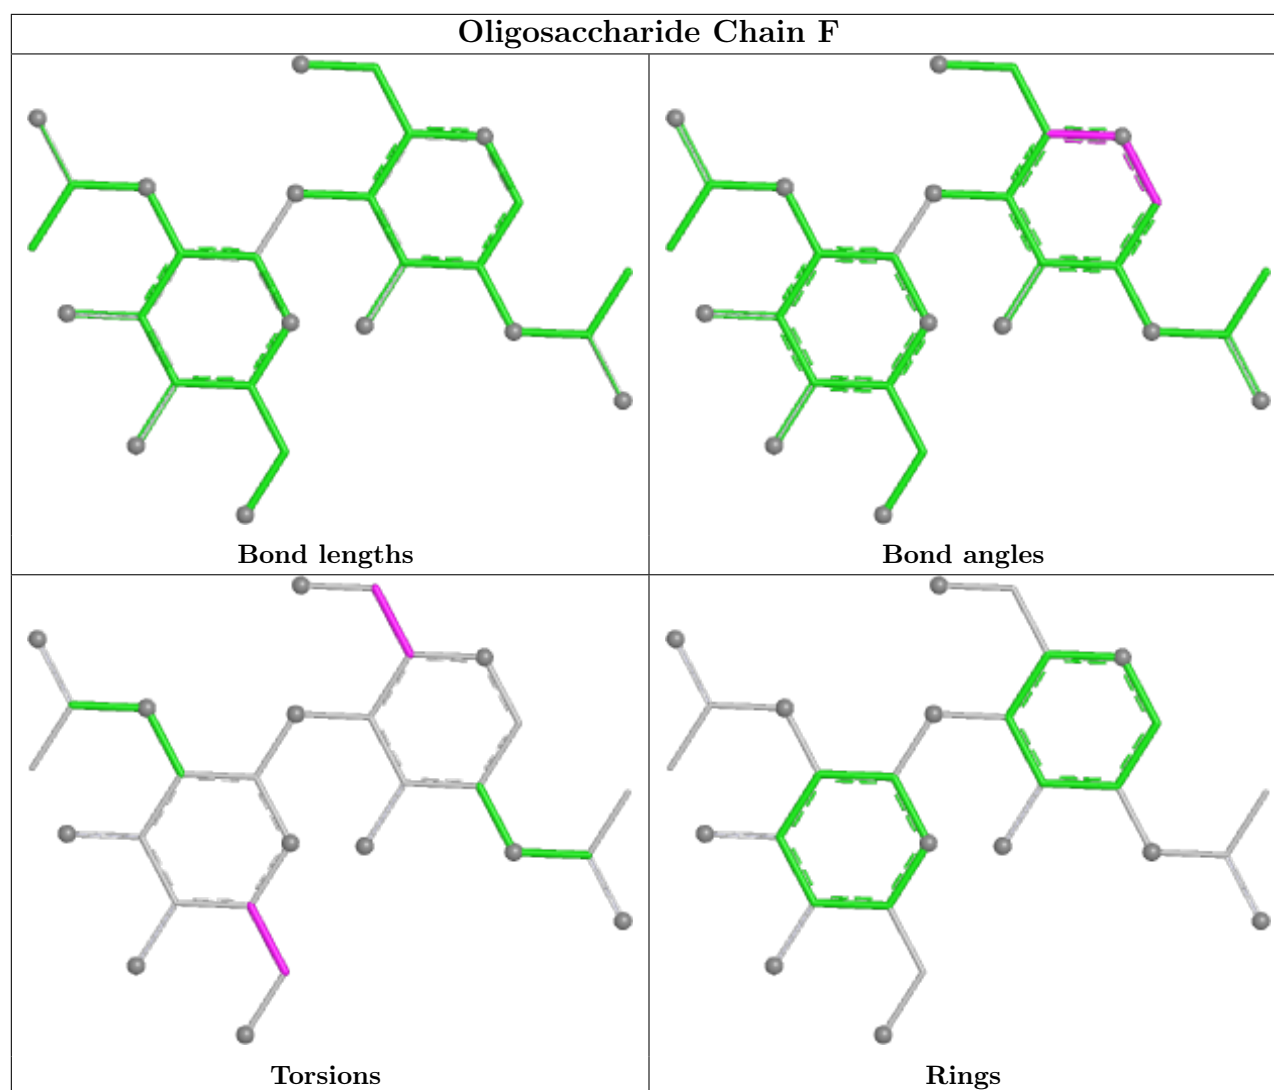 Oligosaccharide Chain F
Bond lengths
Bond angles
Torsions
Rings